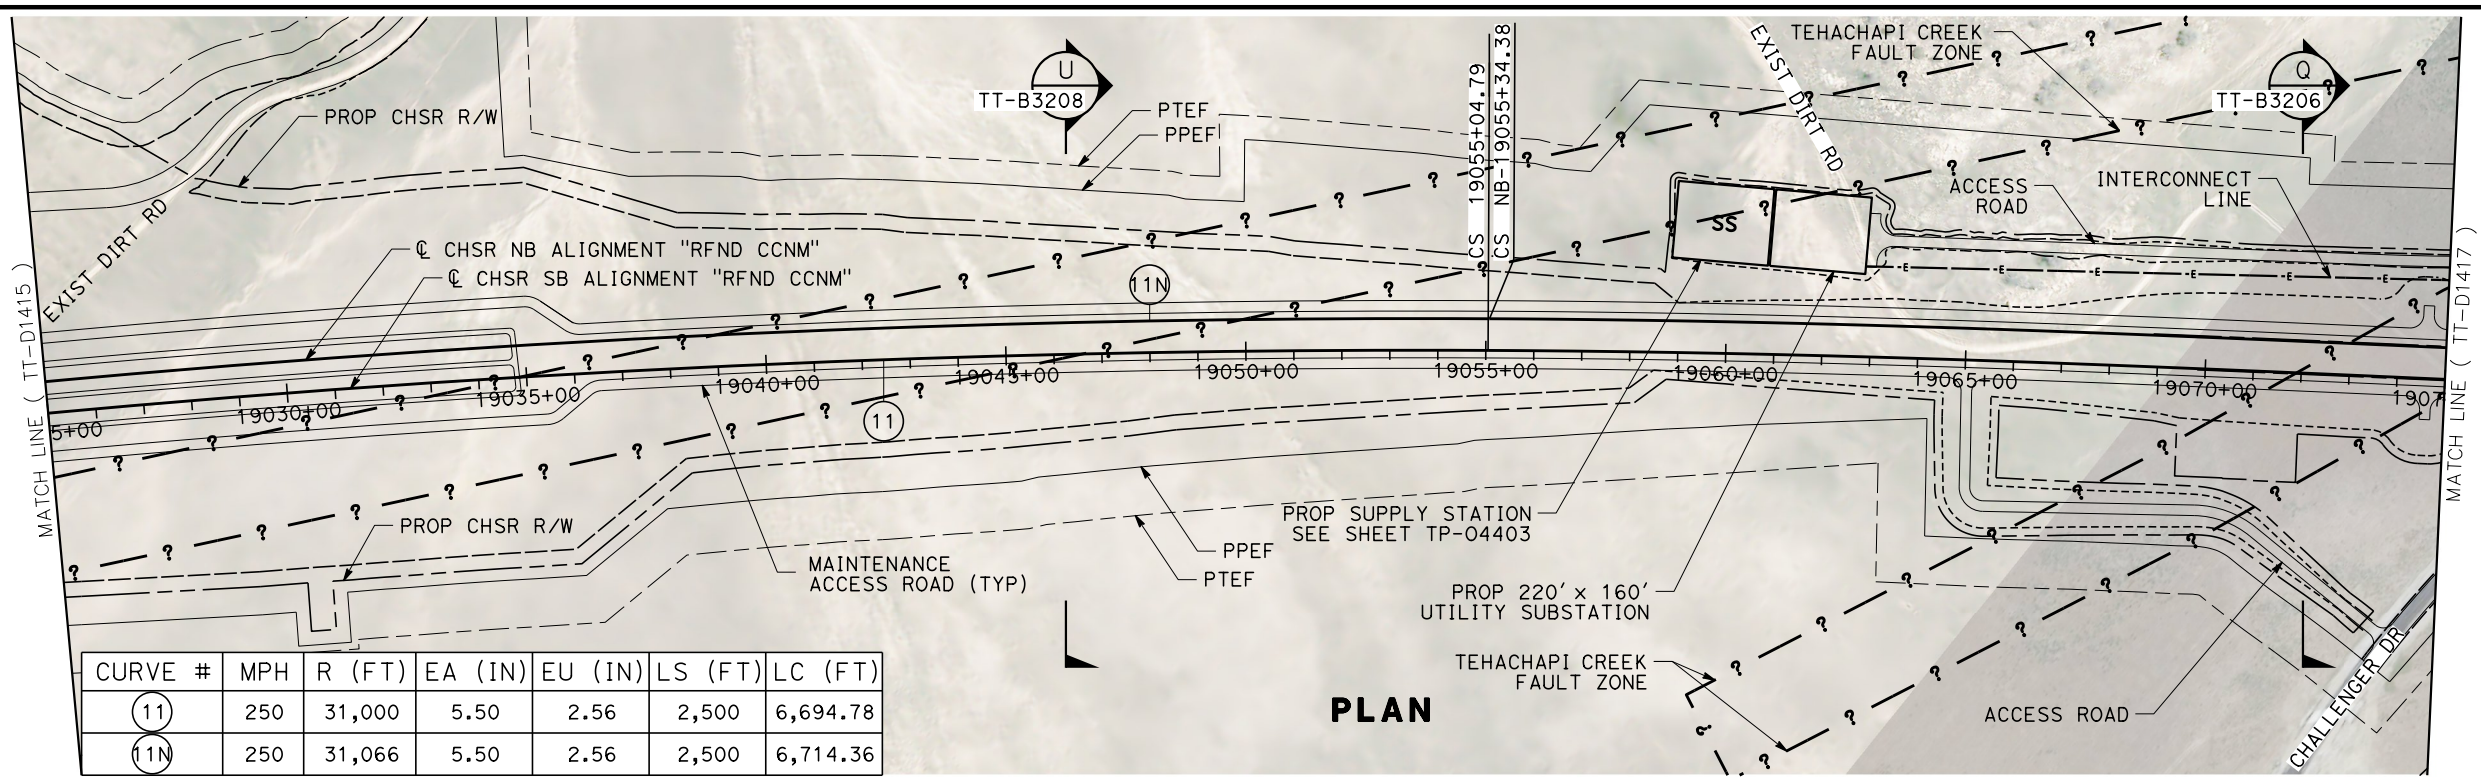 TEHACHAPI CREEK
FAULT ZONE
EXIST DIRT RD
U
TT-B3208
Q
TT-B3206
PTEF
PPEF
PROP CHSR R/W
CS 19055+04.79
CS NB-19055+34.38
ACCESS
ROAD
INTERCONNECT
LINE
SS
EXIST DIRT RD
℄ CHSR NB ALIGNMENT "RFND CCNM"
℄ CHSR SB ALIGNMENT "RFND CCNM"
11N
E E E E E
MATCH LINE ( TT-D1415 )
MATCH LINE ( TT-D1417 )
5+00
19030+00
19035+00
19040+00
19045+00
19050+00
19055+00
19060+00
19065+00
19070+00
1907
11
PROP CHSR R/W
MAINTENANCE
ACCESS ROAD (TYP)
PPEF
PTEF
PROP SUPPLY STATION
SEE SHEET TP-04403
PROP 220' x 160'
UTILITY SUBSTATION
TEHACHAPI CREEK
FAULT ZONE
ACCESS ROAD
CHALLENGER DR
PLAN
CURVE # MPH R (FT) EA (IN) EU (IN) LS (FT) LC (FT)
11 250 31,000 5.50 2.56 2,500 6,694.78
11N 250 31,066 5.50 2.56 2,500 6,714.36